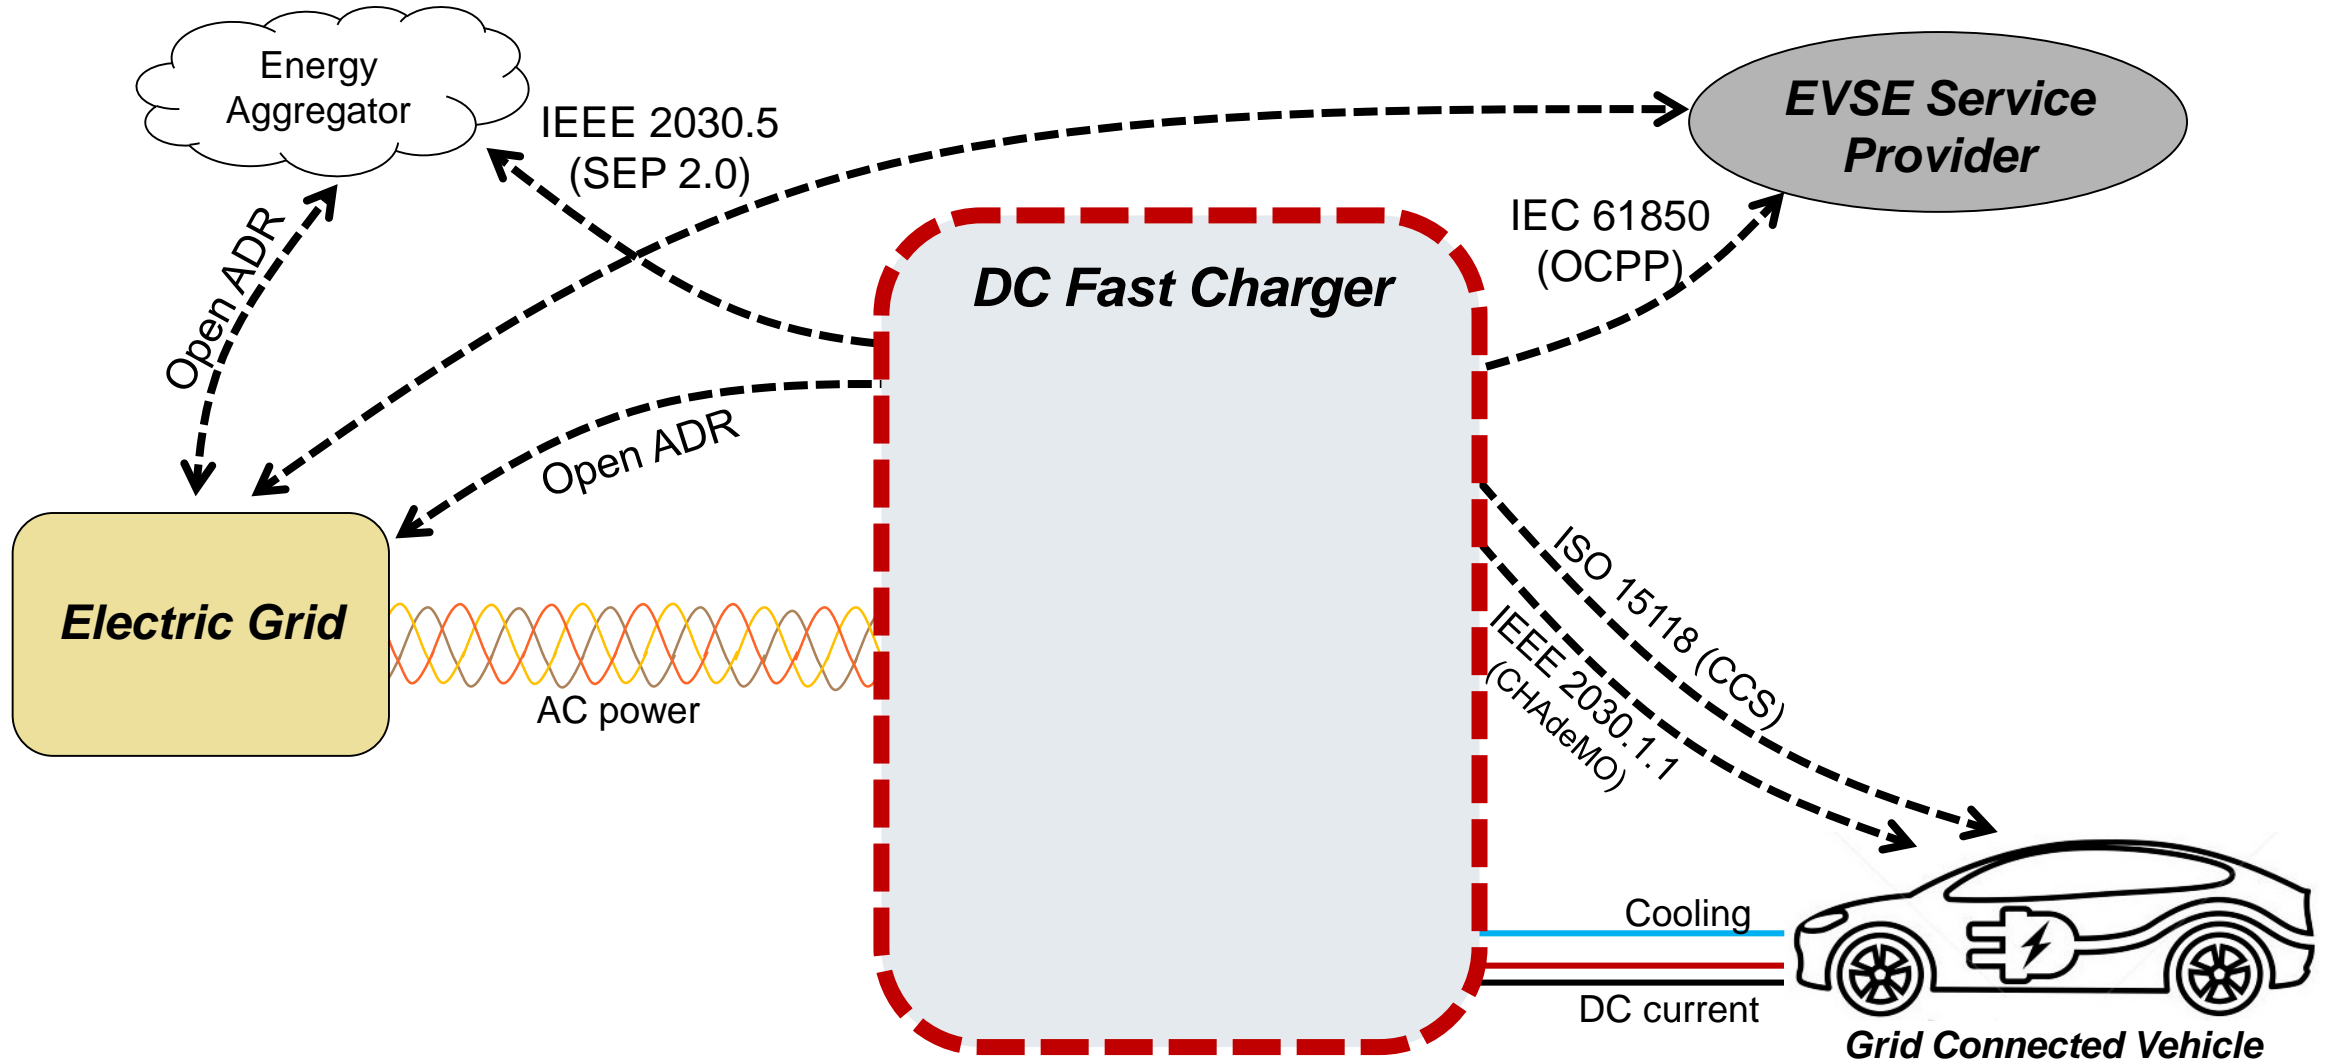 Energy
Aggregator
IEEE 2030.5
(SEP 2.0)
EVSE Service
Provider
IEC 61850
(OCPP)
Open ADR
DC Fast Charger
Open ADR
Electric Grid
AC power
ISO 15118 (CCS)
IEEE 2030.1.1
(CHAdeMO)
Cooling
DC current
Grid Connected Vehicle